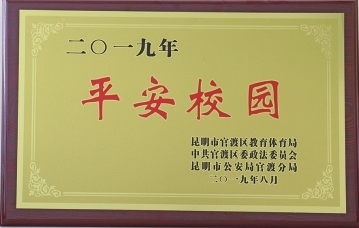 二〇一九年
平安校园
昆明市官渡区教育体育局
中共官渡区委政法委员会
昆明市公安局官渡分局
二〇一九年八月